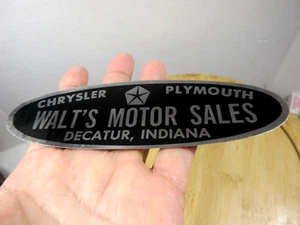 CHRYSLER PLYMOUTH
WALT'S MOTOR SALES
DECATUR, INDIANA